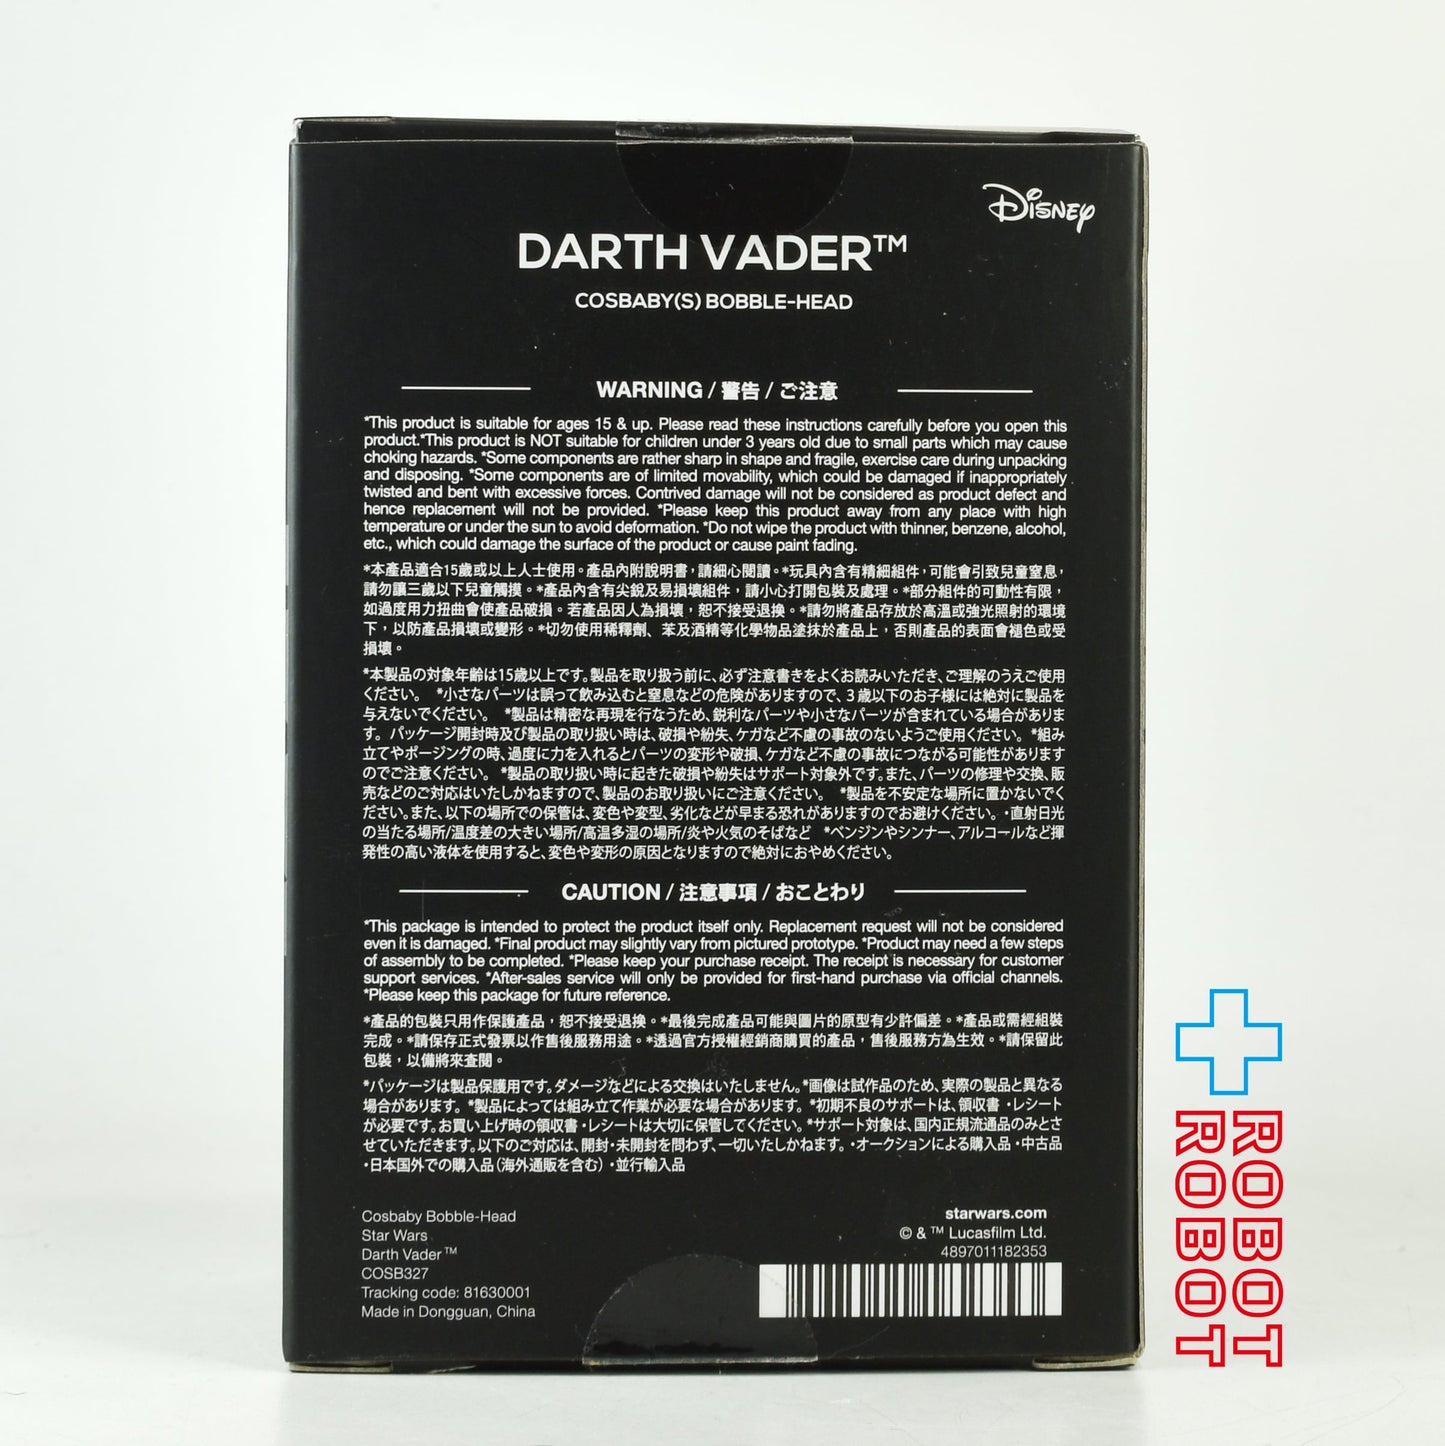 Disney
DARTH VADER™
COSBABY(S) BOBBLE-HEAD
WARNING / 警告 / ご注意
*This product is suitable for ages 15 & up. Please read these instructions carefully before you open this
product.*This product is NOT suitable for children under 3 years old due to small parts which may cause
choking hazards. *Some components are rather sharp in shape and fragile, exercise care during unpacking
and disposing. *Some components are of limited movability, which could be damaged if inappropriately
twisted and bent with excessive forces. Contrived damage will not be considered as product defect and
hence replacement will not be provided. *Please keep this product away from any place with high
temperature or under the sun to avoid deformation. *Do not wipe the product with thinner, benzene, alcohol,
etc., which could damage the surface of the product or cause paint fading.
*本產品適合15歲或以上人士使用。產品內附說明書，請細心閱讀。*玩具內含有精細組件，可能會引致兒童窒息，
請勿讓三歲以下兒童觸摸。*產品內含有尖銳及易損壞組件，請小心打開包裝及處理。*部分組件的可動性有限，
如過度用力扭曲會使產品破損。若產品因人為損壞，恕不接受退換。*請勿將產品存放於高溫或強光照射的環境
下，以防產品損壞或變形。*切勿使用稀釋劑、苯及酒精等化學物品塗抹於產品上，否則產品的表面會褪色或受
損壞。
*本製品の対象年齢は15歳以上です。製品を取り扱う前に、必ず注意書きをよくお読みいただき、ご理解のうえご使用
ください。 *小さなパーツは誤って飲み込むと窒息などの危険がありますので、３歳以下のお子様には絶対に製品を
与えないでください。 *製品は精密な再現を行なうため、鋭利なパーツや小さなパーツが含まれている場合がありま
す。パッケージ開封時及び製品の取り扱い時は、破損や紛失、ケガなど不慮の事故のないようご使用ください。 *組み
立てやポージングの時、過度に力を入れるとパーツの変形や破損、ケガなど不慮の事故につながる可能性があります
のでご注意ください。 *製品の取り扱い時に起きた破損や紛失はサポート対象外です。また、パーツの修理や交換、販
売などのご対応はいたしかねますので、製品のお取り扱いにご注意ください。 *製品を不安定な場所に置かないでく
ださい。また、以下の場所での保管は、変色や変型、劣化などが早まる恐れがありますのでお避けください。・直射日光
の当たる場所/温度差の大きい場所/高温多湿の場所/炎や火気のそばなど *ベンジンやシンナー、アルコールなど揮
発性の高い液体を使用すると、変色や変形の原因となりますので絶対におやめください。
CAUTION / 注意事項 / おことわり
*This package is intended to protect the product itself only. Replacement request will not be considered
even it is damaged. *Final product may slightly vary from pictured prototype. *Product may need a few steps
of assembly to be completed. *Please keep your purchase receipt. The receipt is necessary for customer
support services. *After-sales service will only be provided for first-hand purchase via official channels.
*Please keep this package for future reference.
*產品的包裝只用作保護產品，恕不接受退換。*最後完成產品可能與圖片的原型有少許偏差。*產品或需經組裝
完成。*請保存正式發票以作售後服務用途。*透過官方授權經銷商購買的產品，售後服務方為生效。*請保留此
包裝，以備將來查閱。
*パッケージは製品保護用です。ダメージなどによる交換はいたしません。*画像は試作品のため、実際の製品と異なる
場合があります。*製品によっては組み立て作業が必要な場合があります。*初期不良のサポートは、領収書・レシート
が必要です。お買い上げ時の領収書・レシートは大切に保管してください。*サポート対象は、国内正規流通品のみとさ
せていただきます。以下のご対応は、開封・未開封を問わず、一切いたしかねます。・オークションによる購入品・中古品
・日本国外での購入品（海外通販を含む）・並行輸入品
Cosbaby Bobble-Head
Star Wars
Darth Vader™
COSB327
Tracking code: 81630001
Made in Dongguan, China
starwars.com
© & ™ Lucasfilm Ltd.
4897011182353
ROBOT
ROBOT